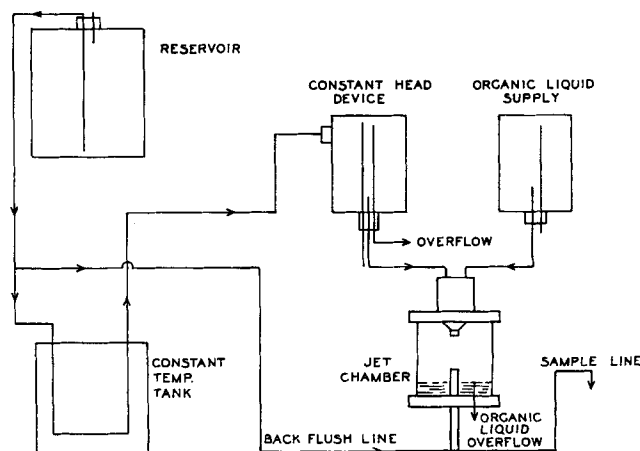 RESERVOIR
CONSTANT HEAD
DEVICE
ORGANIC LIQUID
SUPPLY
OVERFLOW
CONSTANT
TEMP.
TANK
JET
CHAMBER
SAMPLE LINE
ORGANIC
LIQUID
OVERFLOW
BACK FLUSH LINE